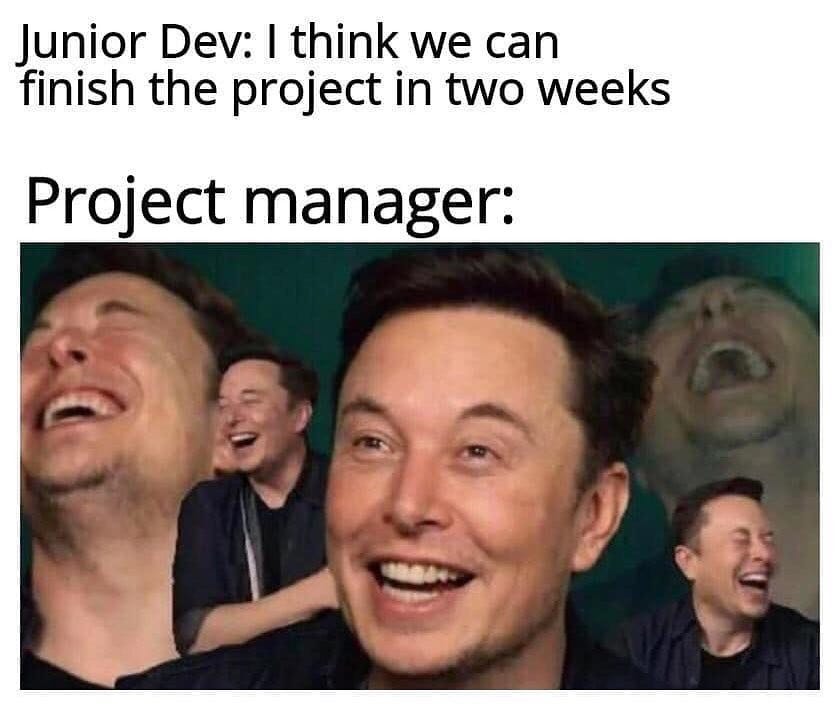 Junior Dev: I think we can
finish the project in two weeks
Project manager: